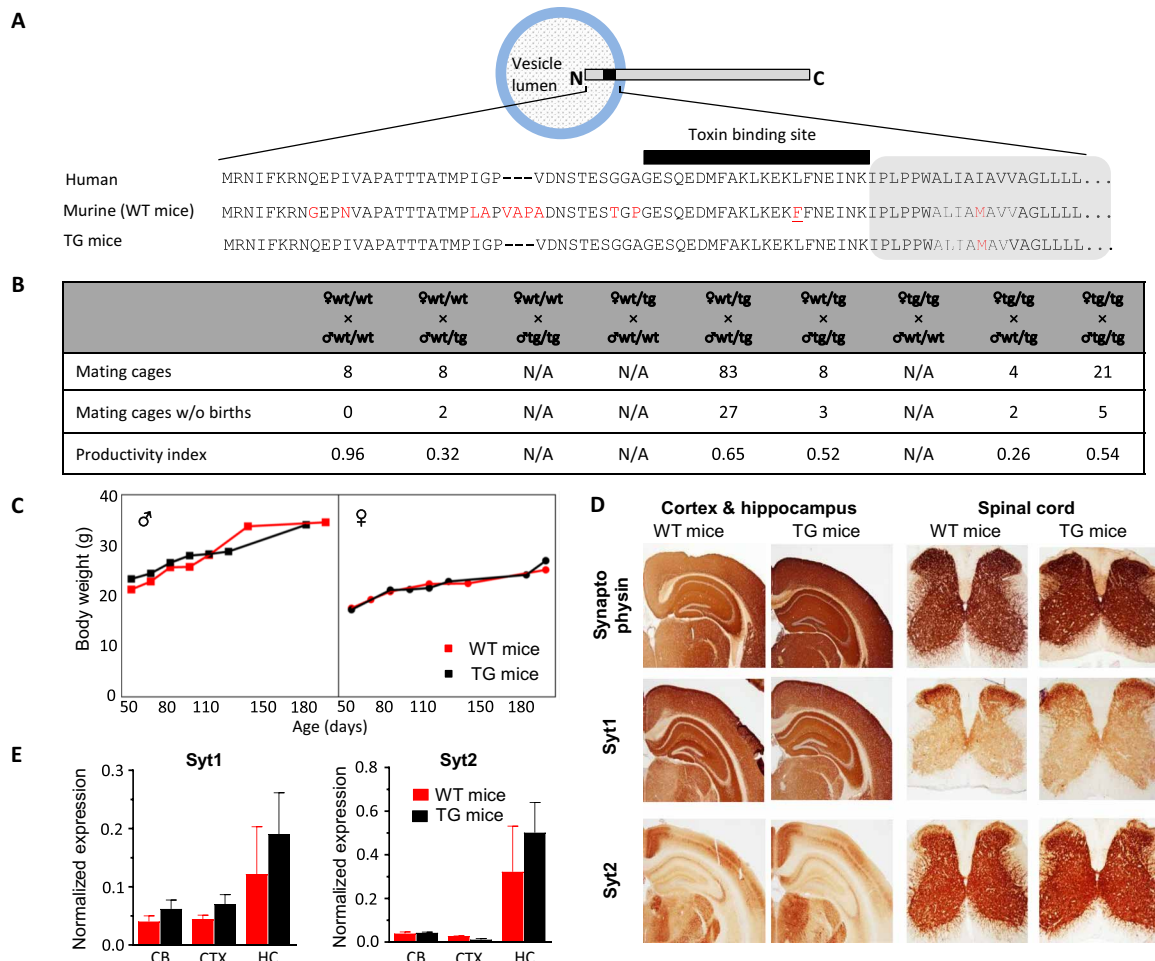 A
Vesicle
lumen
N
C
Toxin binding site
Human
MRNIFKRNQEPIVAPATTTATMPIGP---VDNSTESGGAGESQEDMFAKLKEKLFNEINKIPLPPWALIAIAVVAGLLLL...
Murine (WT mice)
MRNIFKRNGEPNVAPATTTATMPLAPVAPADNSTESTGPGESQEDMFAKLKEKFFNEINKIPLPPWALIAMAVV
TG mice
MRNIFKRNQEPIVAPATTTATMPIGP---VDNSTESGGAGESQEDMFAKLKEKLFNEINKIPLPPWALIAMAVVAGLLLL...
B
♀wt/wt × ♂wt/wt
♀wt/wt × ♂wt/tg
♀wt/wt × ♂tg/tg
♀wt/tg × ♂wt/wt
♀wt/tg × ♂wt/tg
♀wt/tg × ♂tg/tg
♀tg/tg × ♂wt/wt
♀tg/tg × ♂wt/tg
♀tg/tg × ♂tg/tg
Mating cages 8 8 N/A N/A 83 8 N/A 4 21
Mating cages w/o births 0 2 N/A N/A 27 3 N/A 2 5
Productivity index 0.96 0.32 N/A N/A 0.65 0.52 N/A 0.26 0.54
C
Body weight (g)
40
30
20
10
0
♂
♀
WT mice
TG mice
50 80 110 150 180 50 80 110 150 180
Age (days)
D
Cortex & hippocampus
Spinal cord
WT mice TG mice WT mice TG mice
Synapto
physin
Syt1
Syt2
E
Syt1
Normalized expression
0.3
0.2
0.1
0.0
CB CTX HC
Syt2
Normalized expression
0.8
0.6
0.4
0.2
0.0
WT mice
TG mice
CB CTX HC